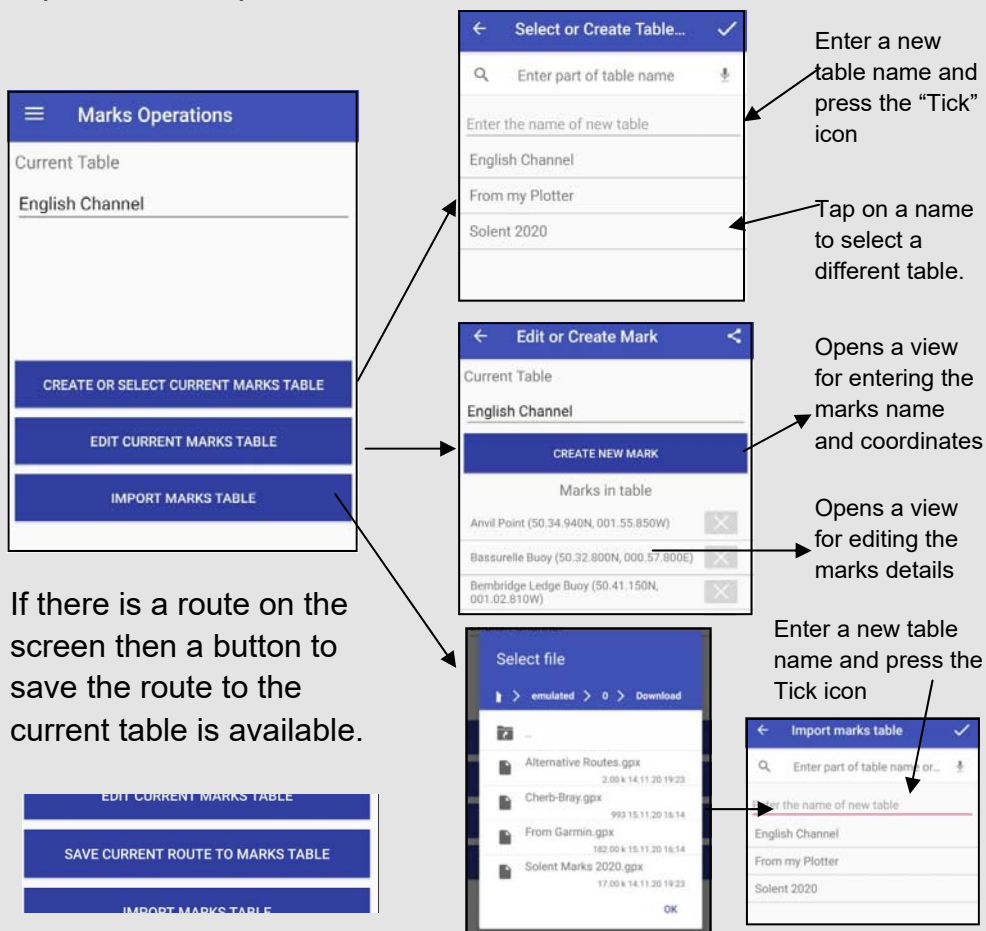 Marks Operations
Current Table
English Channel
CREATE OR SELECT CURRENT MARKS TABLE
EDIT CURRENT MARKS TABLE
IMPORT MARKS TABLE
Select or Create Table...
Enter part of table name
Enter the name of new table
English Channel
From my Plotter
Solent 2020
Enter a new
table name and
press the “Tick”
icon
Tap on a name
to select a
different table.
Edit or Create Mark
Current Table
English Channel
CREATE NEW MARK
Marks in table
Anvil Point (50.34.940N, 001.55.850W)
Bassurelle Buoy (50.32.800N, 000.57.800E)
Bembridge Ledge Buoy (50.41.150N,
001.02.810W)
Opens a view
for entering the
marks name
and coordinates
Opens a view
for editing the
marks details
If there is a route on the
screen then a button to
save the route to the
current table is available.
EDIT CURRENT MARKS TABLE
SAVE CURRENT ROUTE TO MARKS TABLE
IMPORT MARKS TABLE
Select file
> emulated > 0 > Download
..
Alternative Routes.gpx
2.00 k 14.11.20 19:23
Cherb-Bray.gpx
993 15.11.20 16:14
From Garmin.gpx
182.00 k 15.11.20 16:14
Solent Marks 2020.gpx
17.00 k 14.11.20 19:23
OK
Enter a new table
name and press the
Tick icon
Import marks table
Enter part of table name or...
Enter the name of new table
English Channel
From my Plotter
Solent 2020